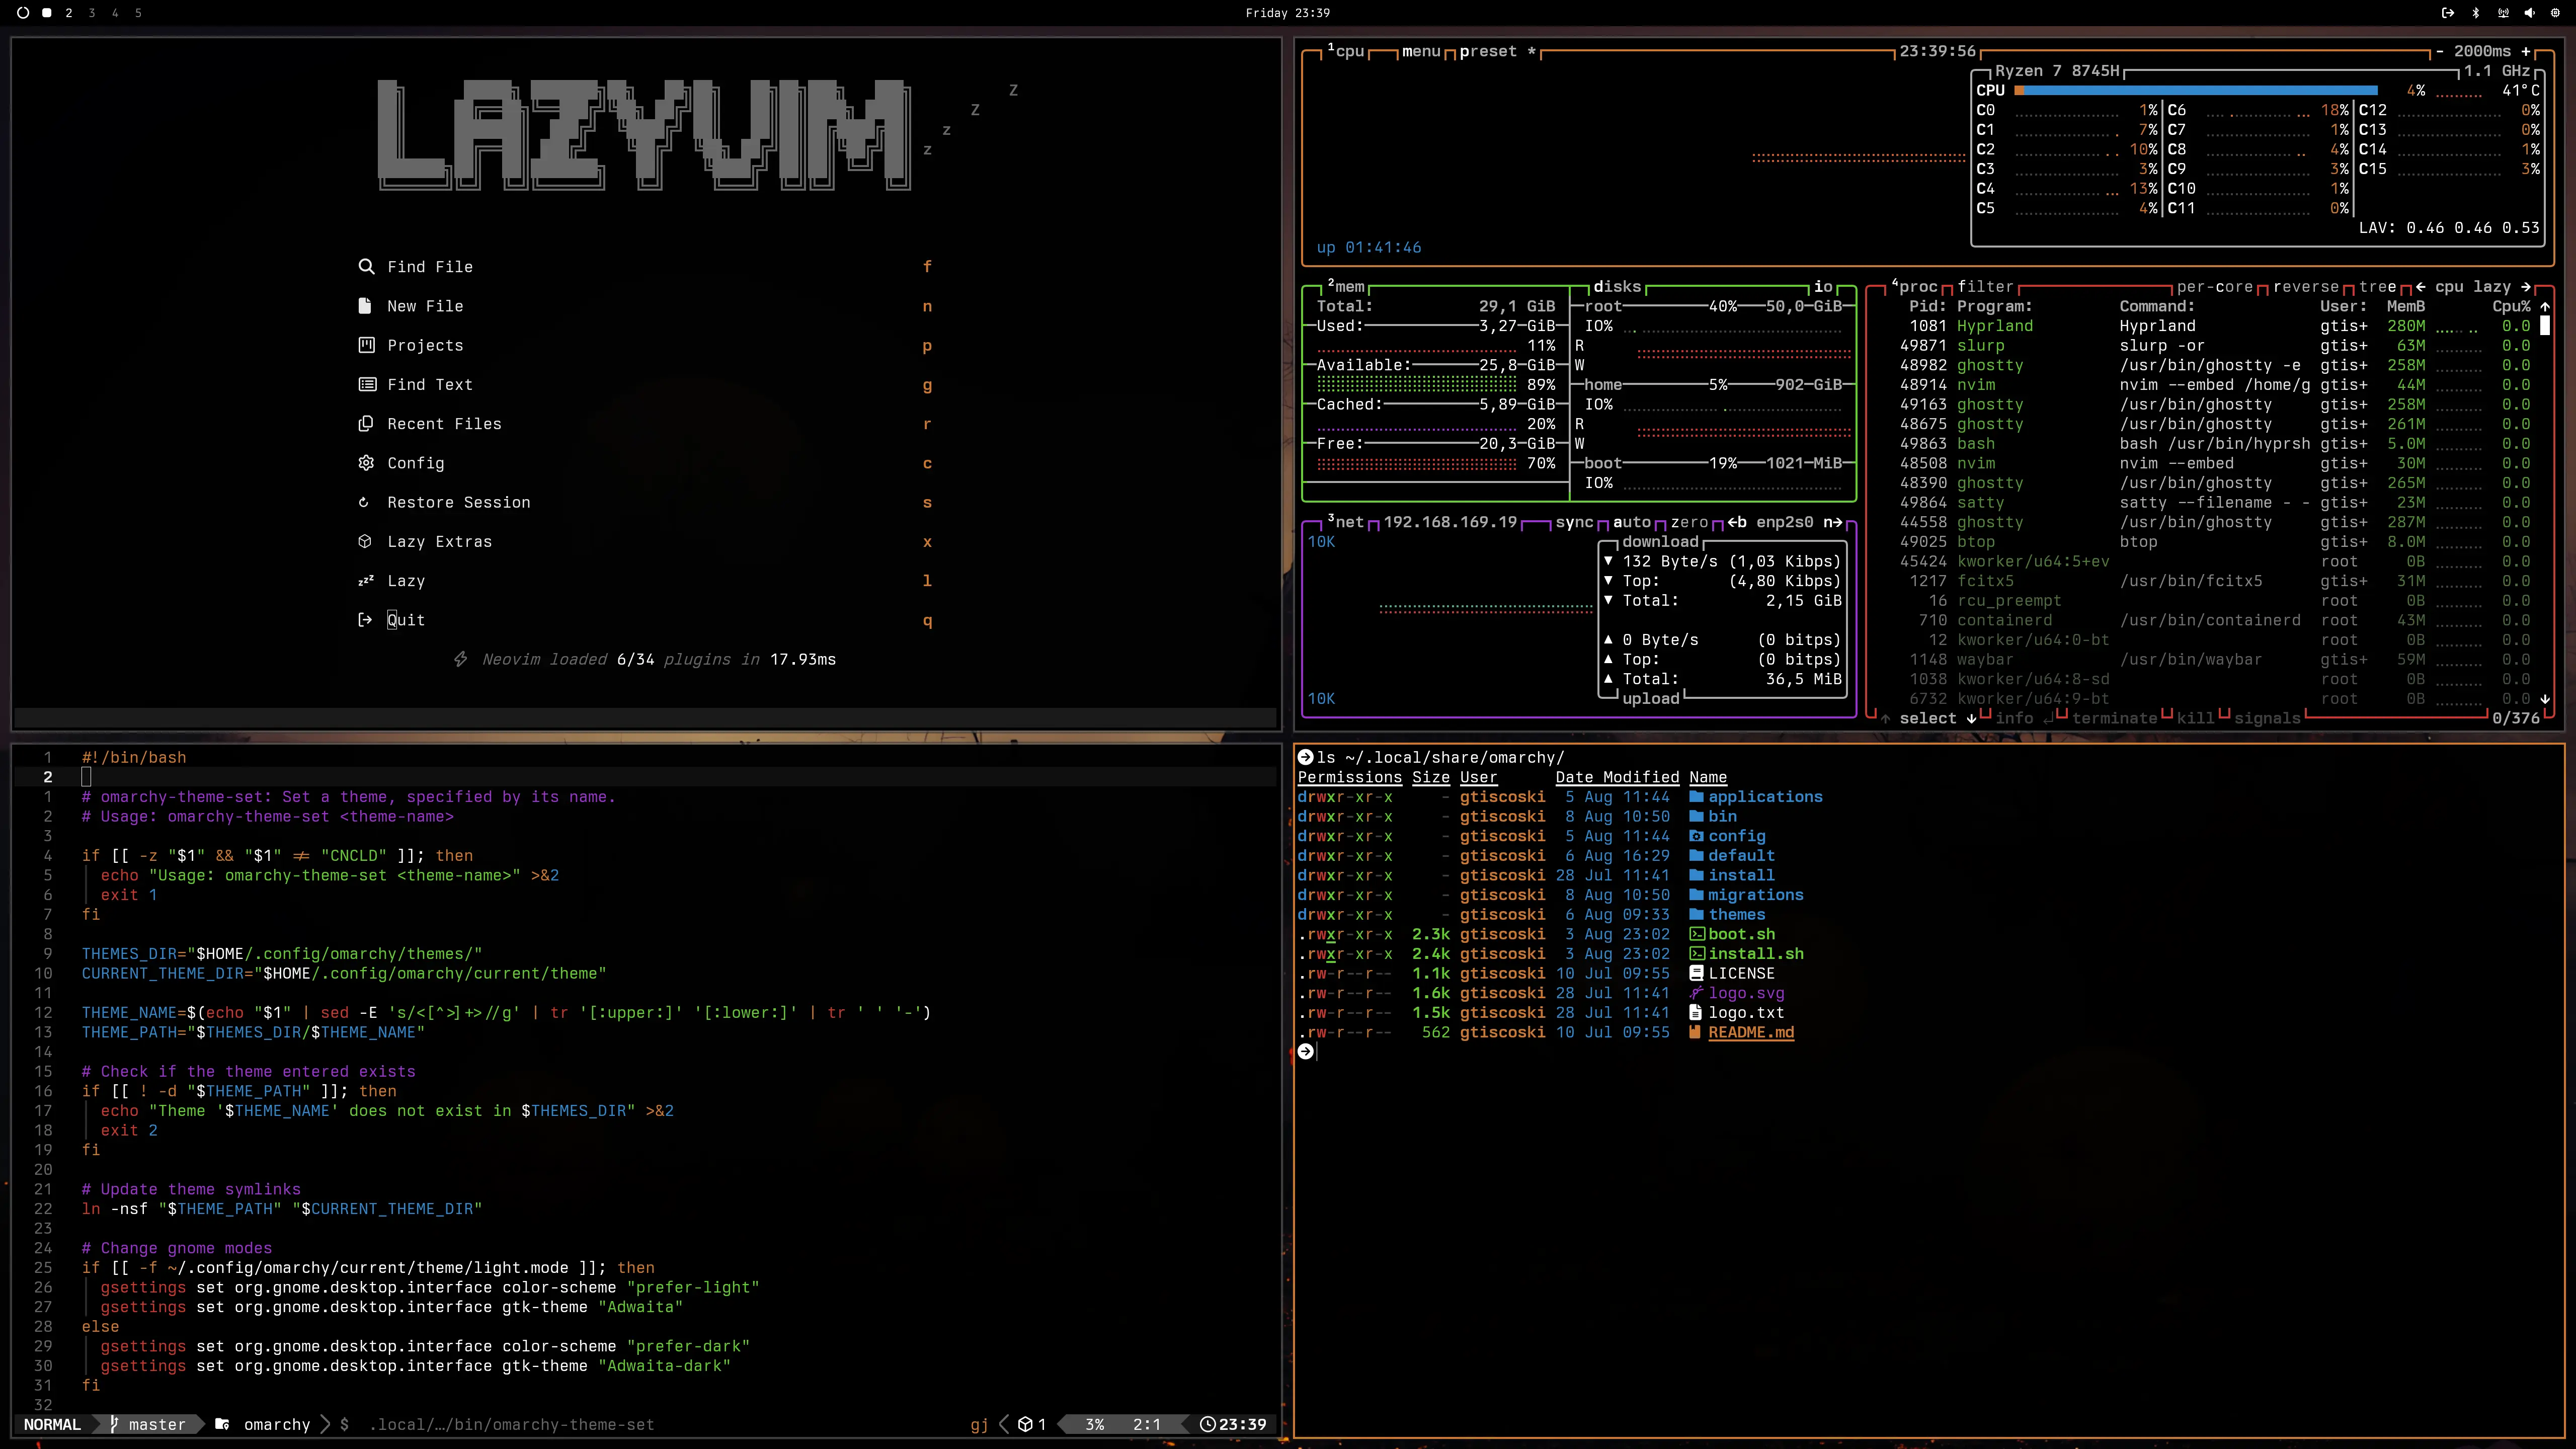 2 3 4 5
Friday 23:39
LAZYVIM
z
z
z
z
Find File f
New File n
Projects p
Find Text g
Recent Files r
Config c
Restore Session s
Lazy Extras x
Lazy l
Quit q
Neovim loaded 6/34 plugins in 17.93ms
1cpu menu preset * 23:39:56 - 2000ms +
Ryzen 7 8745H 1.1 GHz
CPU 4% 41°C
C0 1% C6 18% C12 0%
C1 7% C7 1% C13 0%
C2 10% C8 4% C14 1%
C3 3% C9 3% C15 3%
C4 13% C10 1%
C5 4% C11 0%
LAV: 0.46 0.46 0.53
up 01:41:46
2mem disks io
Total: 29,1 GiB
Used: 3,27 GiB
11%
Available: 25,8 GiB
89%
Cached: 5,89 GiB
20%
Free: 20,3 GiB
70%
root 40% 50,0 GiB
IO%
R
W
home 5% 902 GiB
IO%
R
W
boot 19% 1021 MiB
IO%
3net 192.168.169.19 sync auto zero <b enp2s0 n>
10K
10K
download
▼ 132 Byte/s (1,03 Kibps)
▼ Top: (4,80 Kibps)
▼ Total: 2,15 GiB
▲ 0 Byte/s (0 bitps)
▲ Top: (0 bitps)
▲ Total: 36,5 MiB
upload
4proc filter per-core reverse tree ← cpu lazy →
Pid: Program: Command: User: MemB Cpu% ↑
1081 Hyprland Hyprland gtis+ 280M 0.0
49871 slurp slurp -or gtis+ 63M 0.0
48982 ghostty /usr/bin/ghostty -e gtis+ 258M 0.0
48914 nvim nvim --embed /home/g gtis+ 44M 0.0
49163 ghostty /usr/bin/ghostty gtis+ 258M 0.0
48675 ghostty /usr/bin/ghostty gtis+ 261M 0.0
49863 bash bash /usr/bin/hyprsh gtis+ 5.0M 0.0
48508 nvim nvim --embed gtis+ 30M 0.0
48390 ghostty /usr/bin/ghostty gtis+ 265M 0.0
49864 satty satty --filename - - gtis+ 23M 0.0
44558 ghostty /usr/bin/ghostty gtis+ 287M 0.0
49025 btop btop gtis+ 8.0M 0.0
45424 kworker/u64:5+ev root 0B 0.0
1217 fcitx5 /usr/bin/fcitx5 gtis+ 31M 0.0
16 rcu_preempt root 0B 0.0
710 containerd /usr/bin/containerd root 43M 0.0
12 kworker/u64:0-bt root 0B 0.0
1148 waybar /usr/bin/waybar gtis+ 59M 0.0
1038 kworker/u64:8-sd root 0B 0.0
6732 kworker/u64:9-bt root 0B 0.0 ↓
↑ select ↓ info ↵ terminate kill signals 0/376
1 #!/bin/bash
2
1 # omarchy-theme-set: Set a theme, specified by its name.
2 # Usage: omarchy-theme-set <theme-name>
3
4 if [[ -z "$1" && "$1" ≠ "CNCLD" ]]; then
5 echo "Usage: omarchy-theme-set <theme-name>" >&2
6 exit 1
7 fi
8
9 THEMES_DIR="$HOME/.config/omarchy/themes/"
10 CURRENT_THEME_DIR="$HOME/.config/omarchy/current/theme"
11
12 THEME_NAME=$(echo "$1" | sed -E 's/<[^>]+>//g' | tr '[:upper:]' '[:lower:]' | tr ' ' '-')
13 THEME_PATH="$THEMES_DIR/$THEME_NAME"
14
15 # Check if the theme entered exists
16 if [[ ! -d "$THEME_PATH" ]]; then
17 echo "Theme '$THEME_NAME' does not exist in $THEMES_DIR" >&2
18 exit 2
19 fi
20
21 # Update theme symlinks
22 ln -nsf "$THEME_PATH" "$CURRENT_THEME_DIR"
23
24 # Change gnome modes
25 if [[ -f ~/.config/omarchy/current/theme/light.mode ]]; then
26 gsettings set org.gnome.desktop.interface color-scheme "prefer-light"
27 gsettings set org.gnome.desktop.interface gtk-theme "Adwaita"
28 else
29 gsettings set org.gnome.desktop.interface color-scheme "prefer-dark"
30 gsettings set org.gnome.desktop.interface gtk-theme "Adwaita-dark"
31 fi
32
NORMAL master omarchy $ .local/…/bin/omarchy-theme-set gj 1 3% 2:1 23:39
ls ~/.local/share/omarchy/
Permissions Size User Date Modified Name
drwxr-xr-x - gtiscoski 5 Aug 11:44 applications
drwxr-xr-x - gtiscoski 8 Aug 10:50 bin
drwxr-xr-x - gtiscoski 5 Aug 11:44 config
drwxr-xr-x - gtiscoski 6 Aug 16:29 default
drwxr-xr-x - gtiscoski 28 Jul 11:41 install
drwxr-xr-x - gtiscoski 8 Aug 10:50 migrations
drwxr-xr-x - gtiscoski 6 Aug 09:33 themes
.rwxr-xr-x 2.3k gtiscoski 3 Aug 23:02 boot.sh
.rwxr-xr-x 2.4k gtiscoski 3 Aug 23:02 install.sh
.rw-r--r-- 1.1k gtiscoski 10 Jul 09:55 LICENSE
.rw-r--r-- 1.6k gtiscoski 28 Jul 11:41 logo.svg
.rw-r--r-- 1.5k gtiscoski 28 Jul 11:41 logo.txt
.rw-r--r-- 562 gtiscoski 10 Jul 09:55 README.md